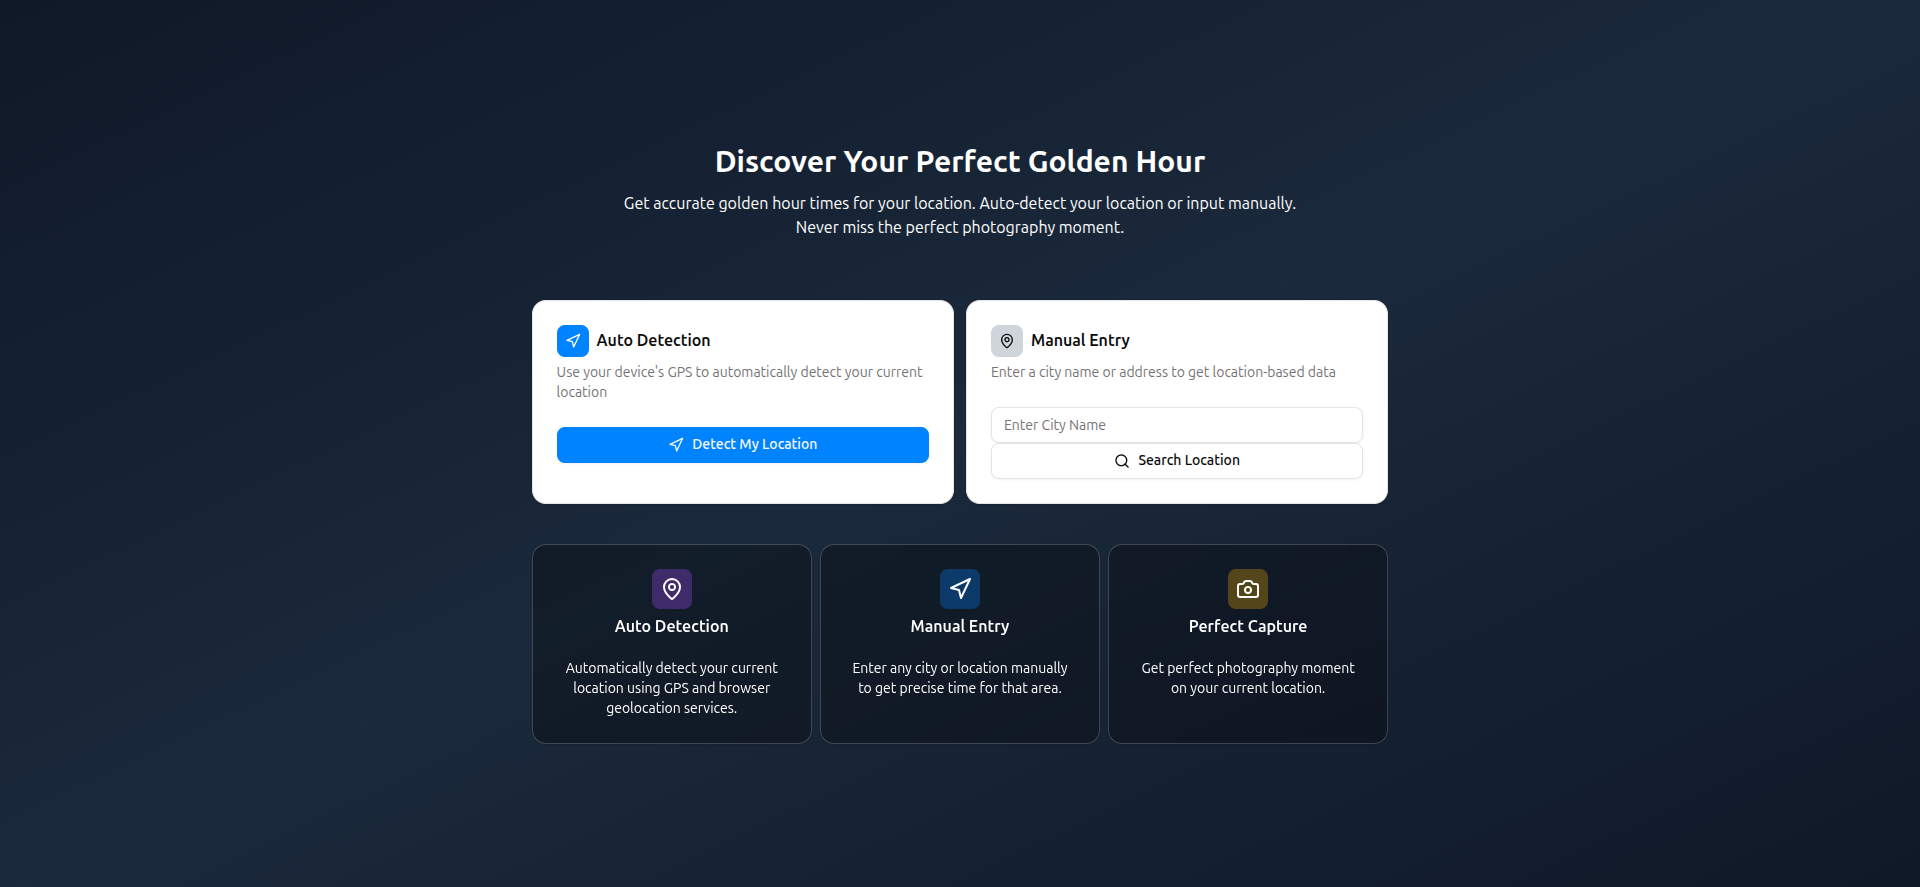 Discover Your Perfect Golden Hour
Get accurate golden hour times for your location. Auto-detect your location or input manually.
Never miss the perfect photography moment.
Auto Detection
Use your device's GPS to automatically detect your current
location
Detect My Location
Manual Entry
Enter a city name or address to get location-based data
Enter City Name
Search Location
Auto Detection
Automatically detect your current
location using GPS and browser
geolocation services.
Manual Entry
Enter any city or location manually
to get precise time for that area.
Perfect Capture
Get perfect photography moment
on your current location.